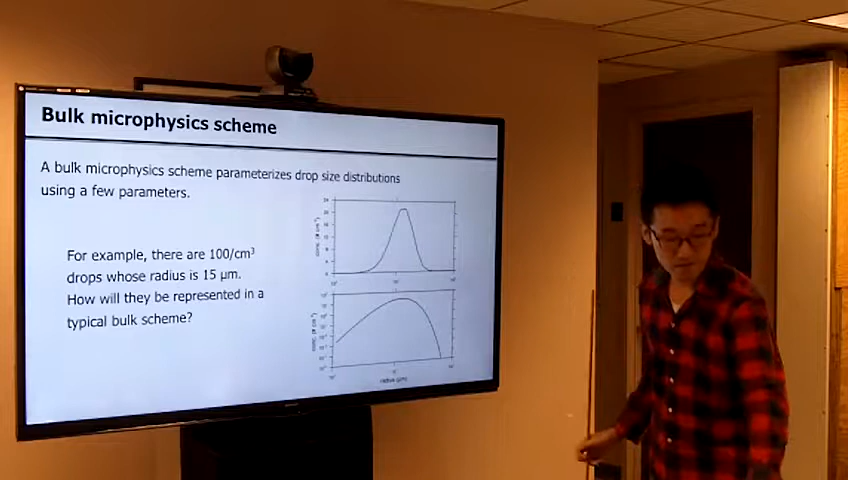 Bulk microphysics scheme
A bulk microphysics scheme parameterizes drop size distributions
using a few parameters.
For example, there are 100/cm³
drops whose radius is 15 μm.
How will they be represented in a
typical bulk scheme?
radius (μm)